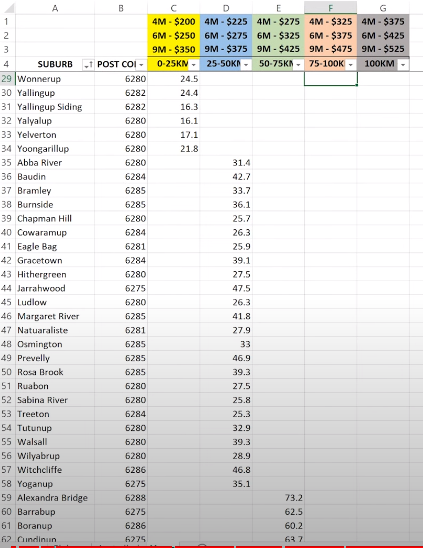 A B C D E F G
1 4M - $200 4M - $225 4M - $275 4M - $325 4M - $375
2 6M - $250 6M - $275 6M - $325 6M - $375 6M - $425
3 9M - $350 9M - $375 9M - $425 9M - $475 9M - $525
4 SUBURB POST COI 0-25KM 25-50KM 50-75KM 75-100K 100KM
29 Wonnerup 6280 24.5
30 Yallingup 6282 24.4
31 Yallingup Siding 6282 16.3
32 Yalyalup 6280 16.1
33 Yelverton 6280 17.1
34 Yoongarillup 6280 21.8
35 Abba River 6280 31.4
36 Baudin 6284 42.7
37 Bramley 6285 33.7
38 Burnside 6285 36.1
39 Chapman Hill 6280 25.7
40 Cowaramup 6284 26.3
41 Eagle Bag 6281 25.9
42 Gracetown 6284 39.1
43 Hithergreen 6280 27.5
44 Jarrahwood 6275 47.5
45 Ludlow 6280 26.3
46 Margaret River 6285 41.8
47 Natuaraliste 6281 27.9
48 Osmington 6285 33
49 Prevelly 6285 46.9
50 Rosa Brook 6285 39.3
51 Ruabon 6280 27.5
52 Sabina River 6280 25.8
53 Treeton 6284 25.3
54 Tutunup 6280 32.9
55 Walsall 6280 39.3
56 Wilyabrup 6280 28.9
57 Witchcliffe 6286 46.8
58 Yoganup 6275 35.1
59 Alexandra Bridge 6288 73.2
60 Barrabup 6275 62.5
61 Boranup 6286 60.2
62 Cundinup 6275 63.7